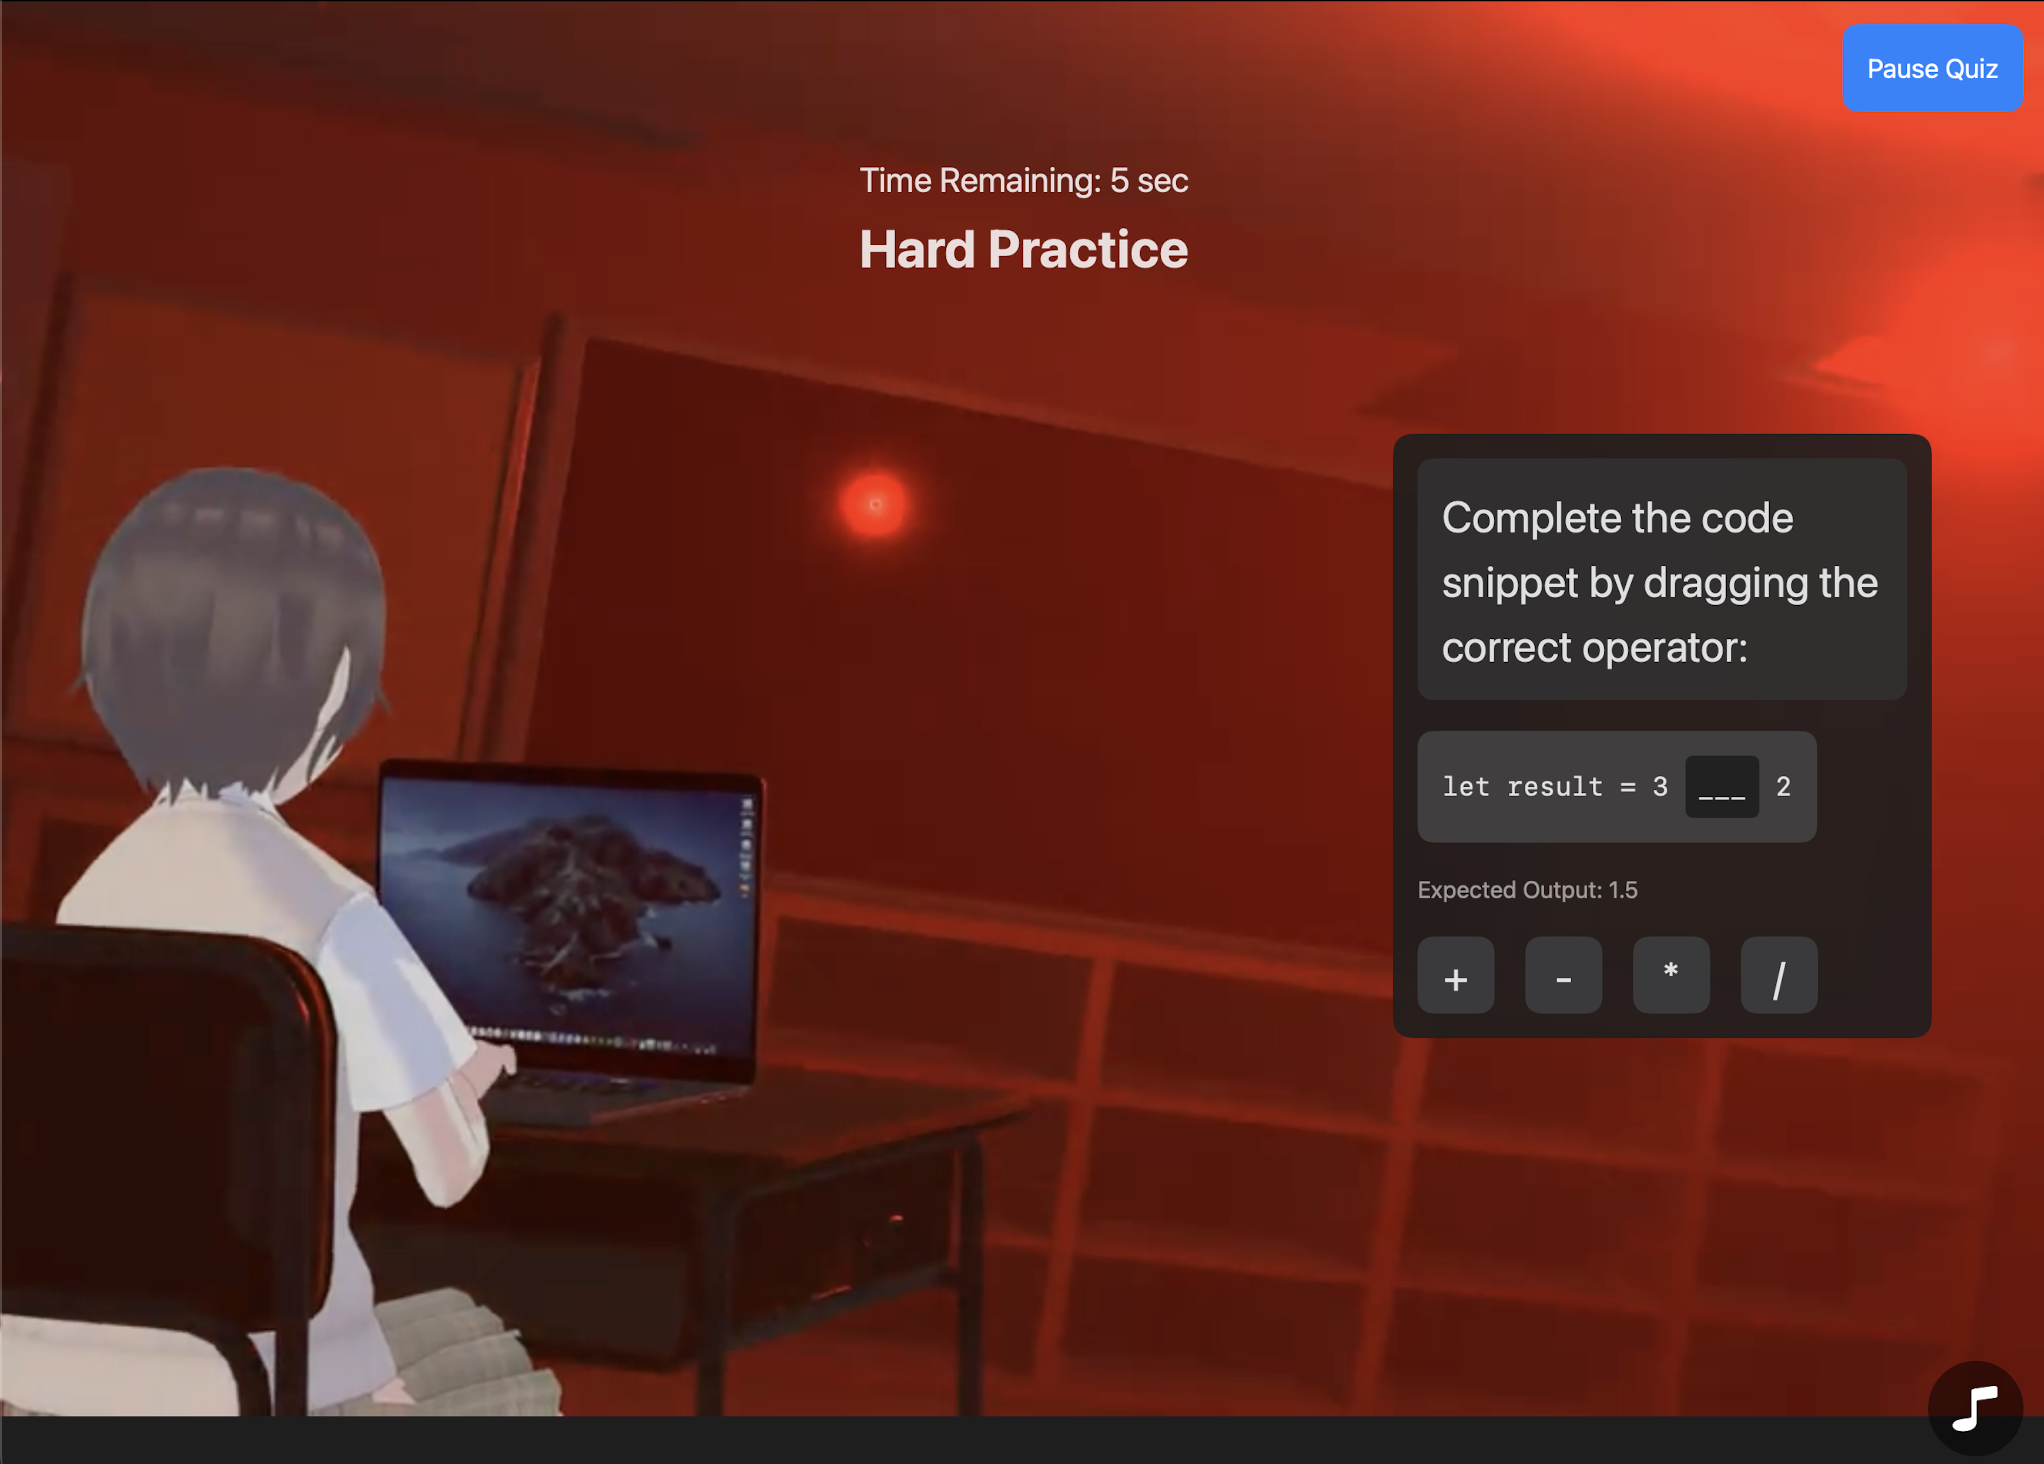 Pause Quiz
Time Remaining: 5 sec
Hard Practice
Complete the code
snippet by dragging the
correct operator:
let result = 3 ___ 2
Expected Output: 1.5
+ - * /